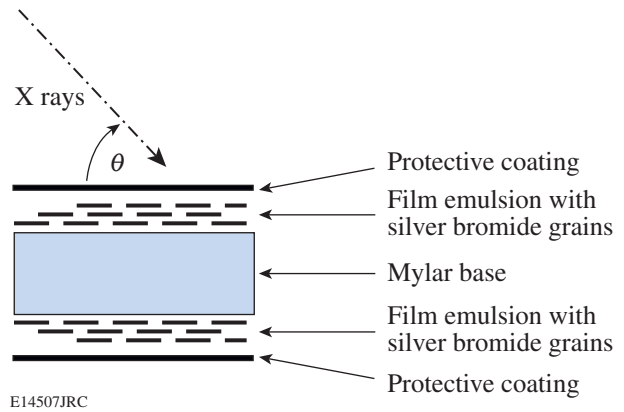 X rays
θ
Protective coating
Film emulsion with
silver bromide grains
Mylar base
Film emulsion with
silver bromide grains
Protective coating
E14507JRC